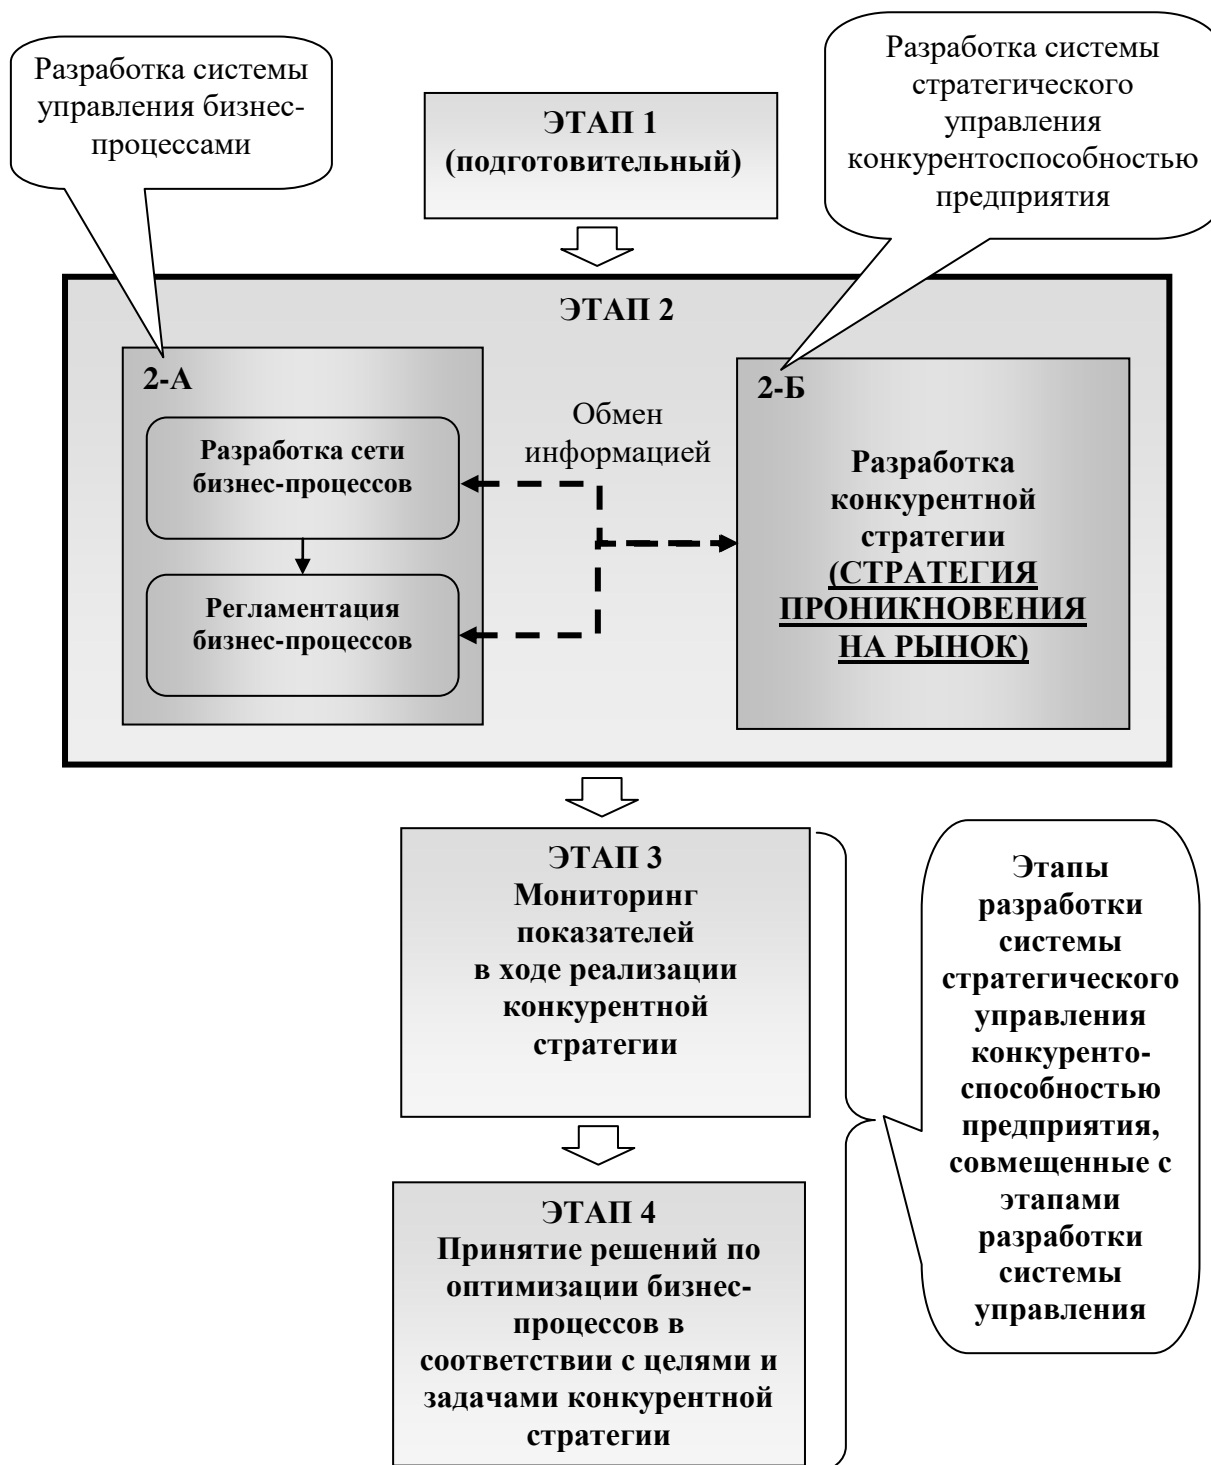 Разработка системы
управления бизнес-
процессами
Разработка системы
стратегического
управления
конкурентоспособностью
предприятия
ЭТАП 1
(подготовительный)
ЭТАП 2
2-А
Разработка сети
бизнес-процессов
Регламентация
бизнес-процессов
Обмен
информацией
2-Б
Разработка
конкурентной
стратегии
(СТРАТЕГИЯ
ПРОНИКНОВЕНИЯ
НА РЫНОК)
ЭТАП 3
Мониторинг
показателей
в ходе реализации
конкурентной
стратегии
ЭТАП 4
Принятие решений по
оптимизации бизнес-
процессов в
соответствии с целями и
задачами конкурентной
стратегии
Этапы
разработки
системы
стратегического
управления
конкуренто-
способностью
предприятия,
совмещенные с
этапами
разработки
системы
управления